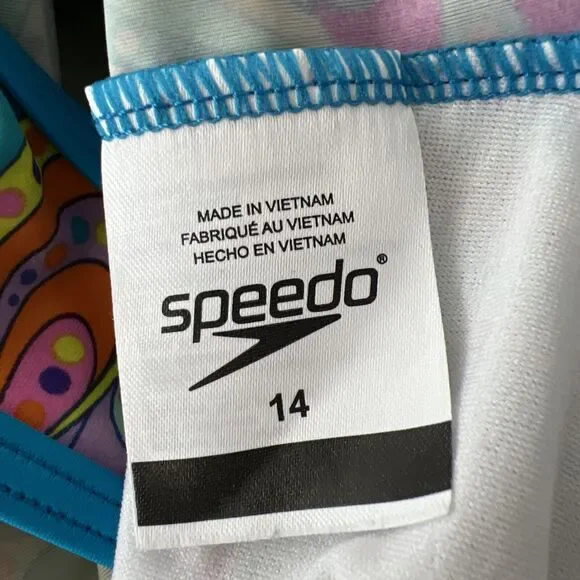 MADE IN VIETNAM
FABRIQUÉ AU VIETNAM
HECHO EN VIETNAM
speedo®
14